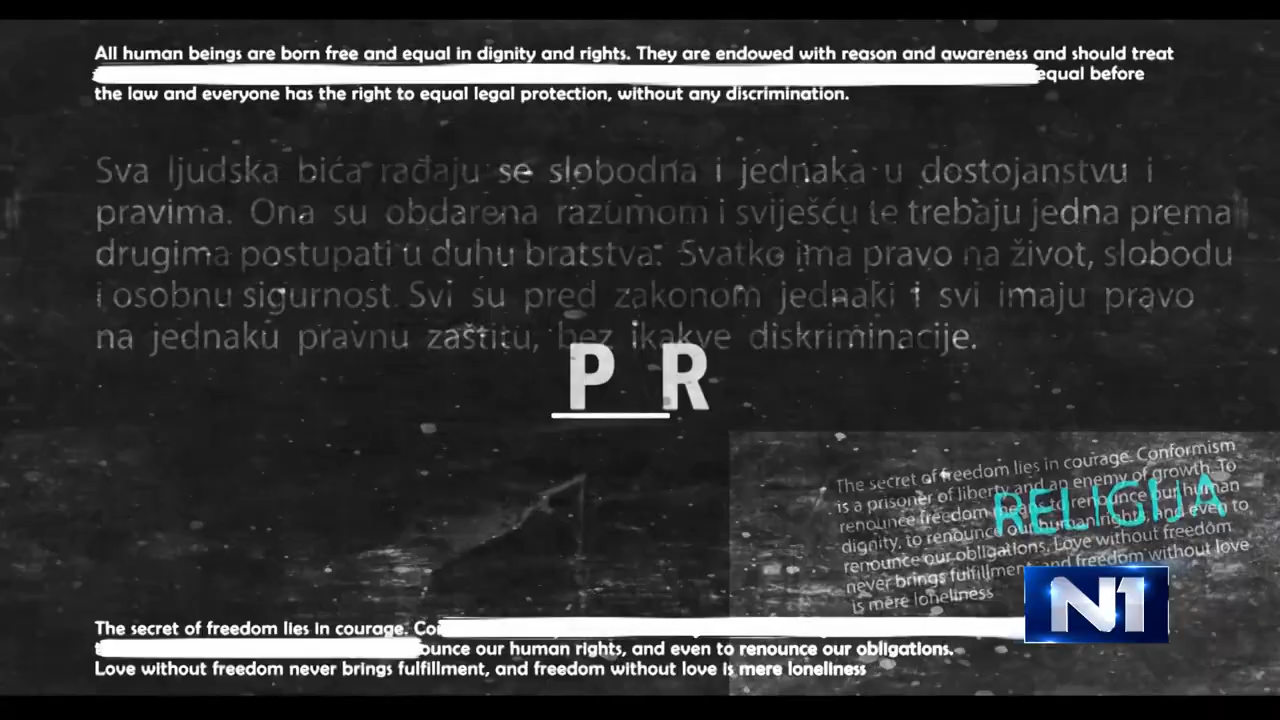 All human beings are born free and equal in dignity and rights. They are endowed with reason and awareness and should treat
equal before
the law and everyone has the right to equal legal protection, without any discrimination.
Sva ljudska bića rađaju se slobodna i jednaka u dostojanstvu i
pravima. Ona su obdarena razumom i sviješću te trebaju jedna prema
drugima postupati u duhu bratstva. Svatko ima pravo na život, slobodu
i osobnu sigurnost. Svi su pred zakonom jednaki i svi imaju pravo
na jednaku pravnu zaštitu, bez ikakve diskriminacije.
P R
The secret of freedom lies in courage. Conformism
is a prisoner of liberty and an enemy of growth. To
renounce freedom means to renounce our human
dignity, to renounce our human rights, and even to
renounce our obligations. Love without freedom
never brings fulfillment, and freedom without love
is mere loneliness
RELIGIJA
N1
The secret of freedom lies in courage.
our human rights, and even to renounce our obligations.
Love without freedom never brings fulfillment, and freedom without love is mere loneliness